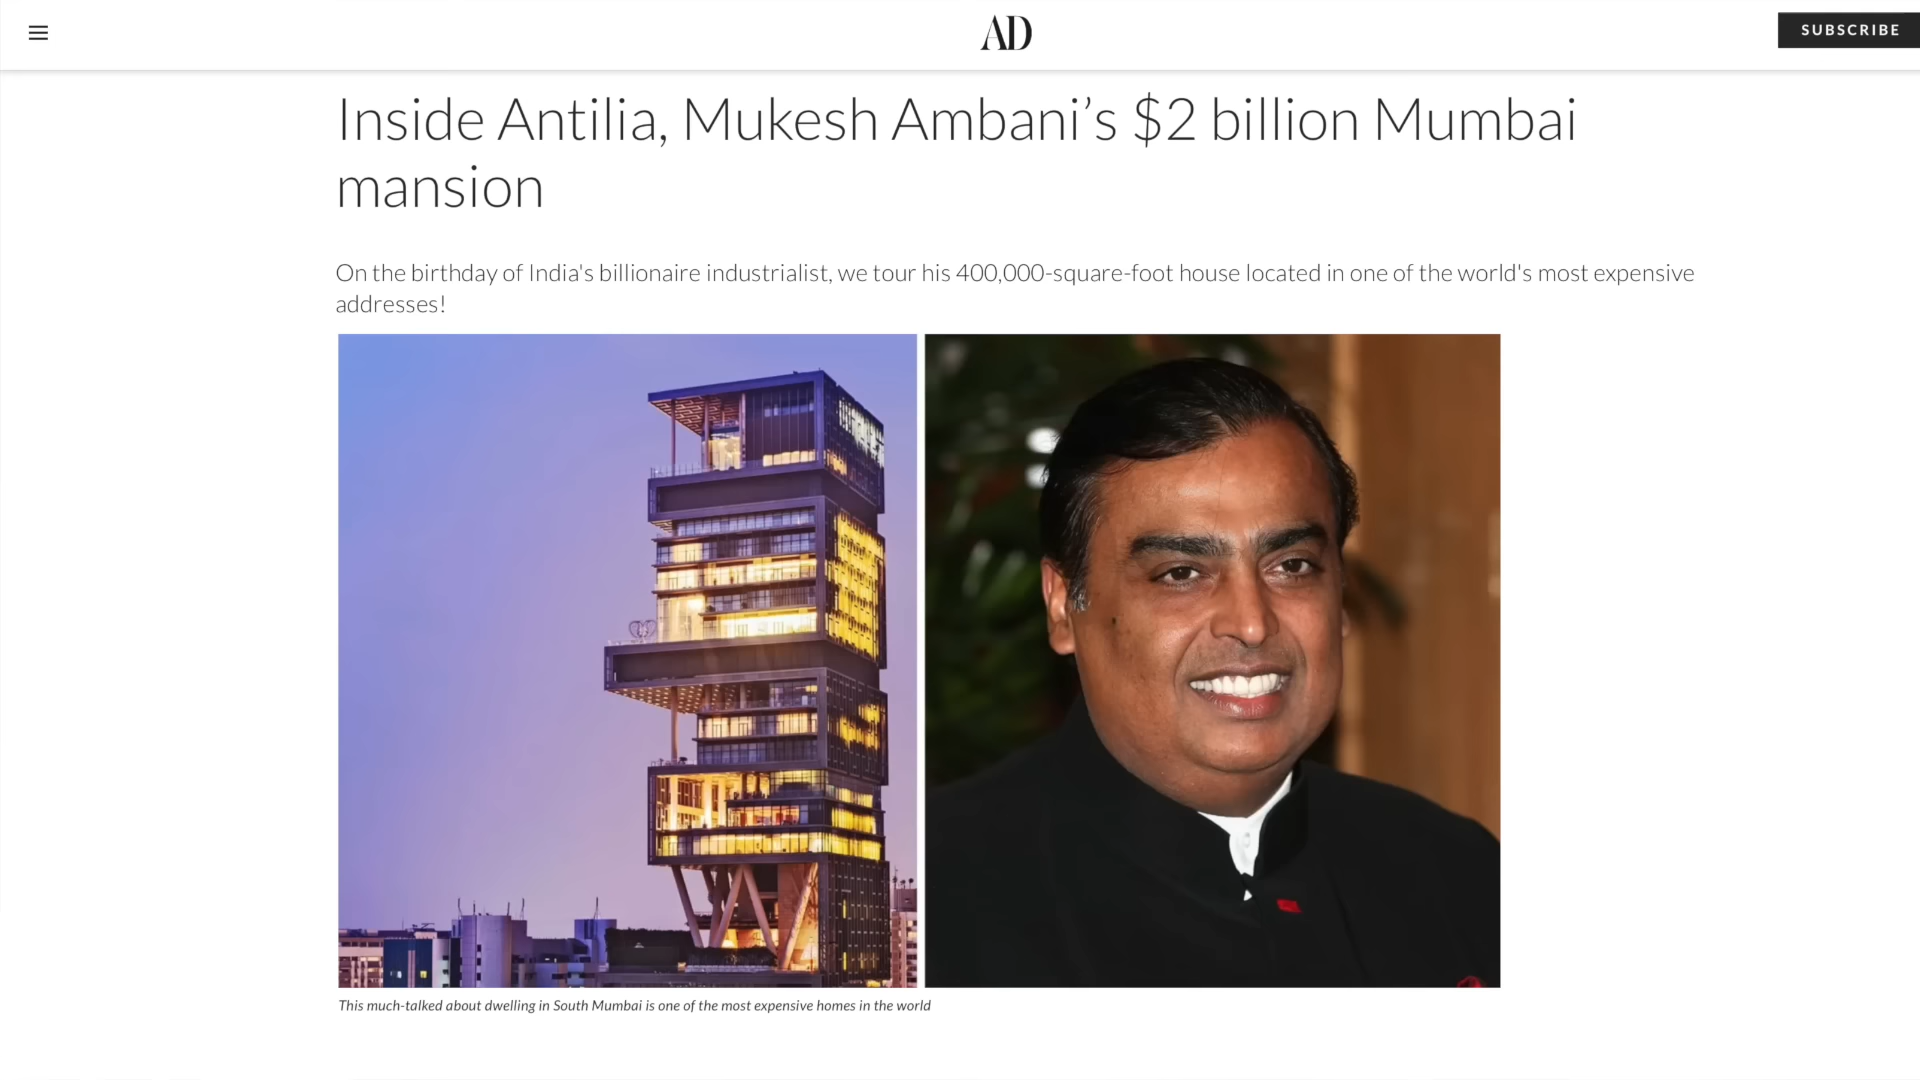 AD
SUBSCRIBE
Inside Antilia, Mukesh Ambani’s $2 billion Mumbai
mansion
On the birthday of India's billionaire industrialist, we tour his 400,000-square-foot house located in one of the world's most expensive
addresses!
This much-talked about dwelling in South Mumbai is one of the most expensive homes in the world